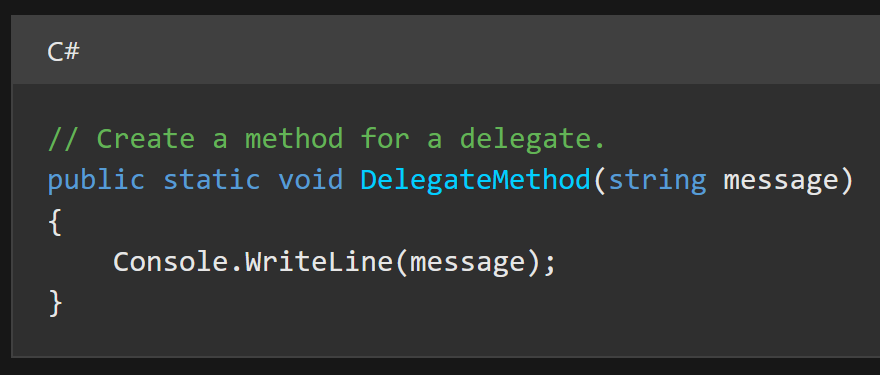 C#
// Create a method for a delegate.
public static void DelegateMethod(string message)
{
    Console.WriteLine(message);
}